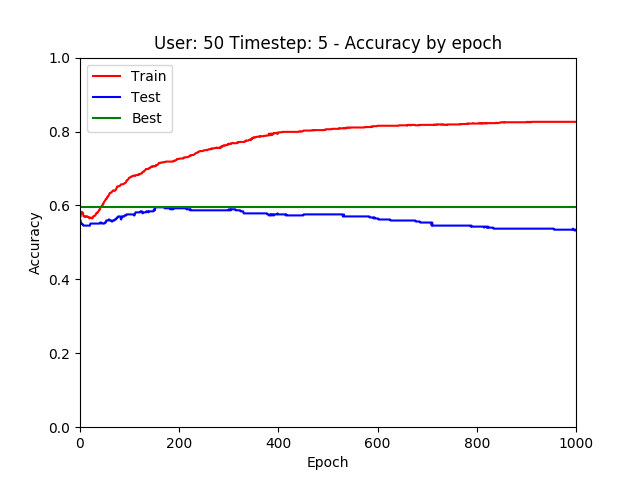 User: 50 Timestep: 5 - Accuracy by epoch
Train
Test
Best
1.0
0.8
0.6
0.4
0.2
0.0
Accuracy
0 200 400 600 800 1000
Epoch